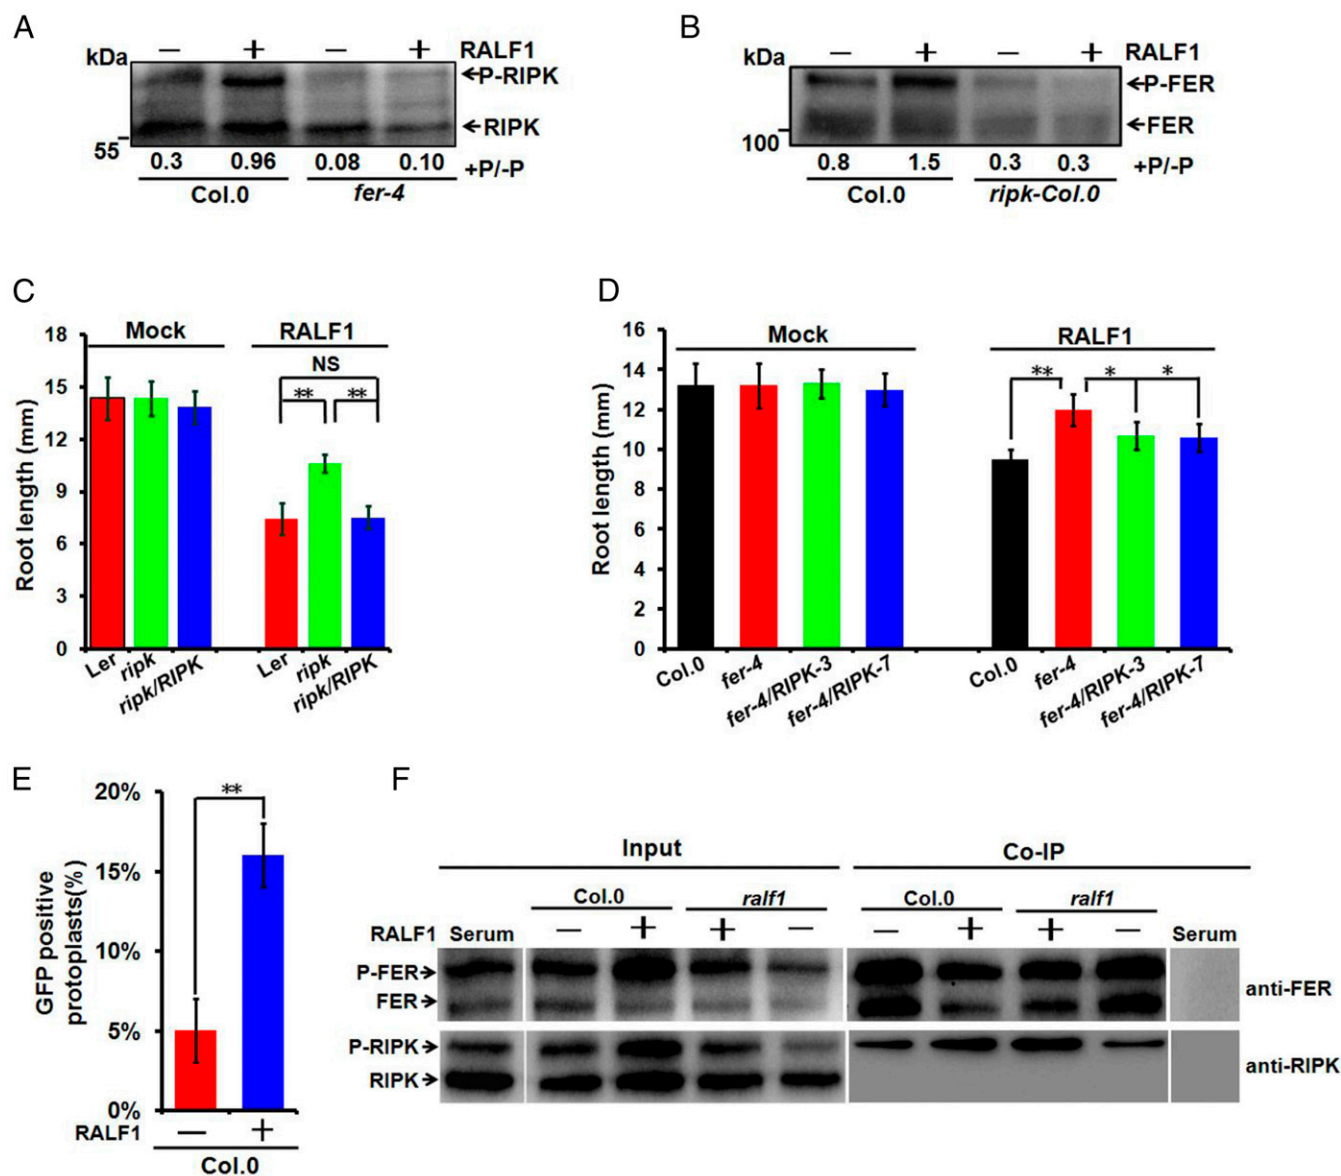 A
kDa — + — + RALF1
P-RIPK
RIPK
55
0.3 0.96 0.08 0.10 +P/-P
Col.0 fer-4
B
kDa — + — + RALF1
P-FER
FER
100
0.8 1.5 0.3 0.3 +P/-P
Col.0 ripk-Col.0
C
Mock RALF1
NS
** **
Root length (mm)
18
15
12
9
6
3
0
Ler ripk ripk/RIPK Ler ripk ripk/RIPK
D
Mock RALF1
** * *
Root length (mm)
16
14
12
10
8
6
4
2
0
Col.0 fer-4 fer-4/RIPK-3 fer-4/RIPK-7 Col.0 fer-4 fer-4/RIPK-3 fer-4/RIPK-7
E
**
GFP positive
protoplasts(%)
20%
15%
10%
5%
0%
RALF1 — +
Col.0
F
Input Co-IP
Col.0 ralf1 Col.0 ralf1
RALF1 Serum — + + — — + + — Serum
P-FER
FER
anti-FER
P-RIPK
RIPK
anti-RIPK